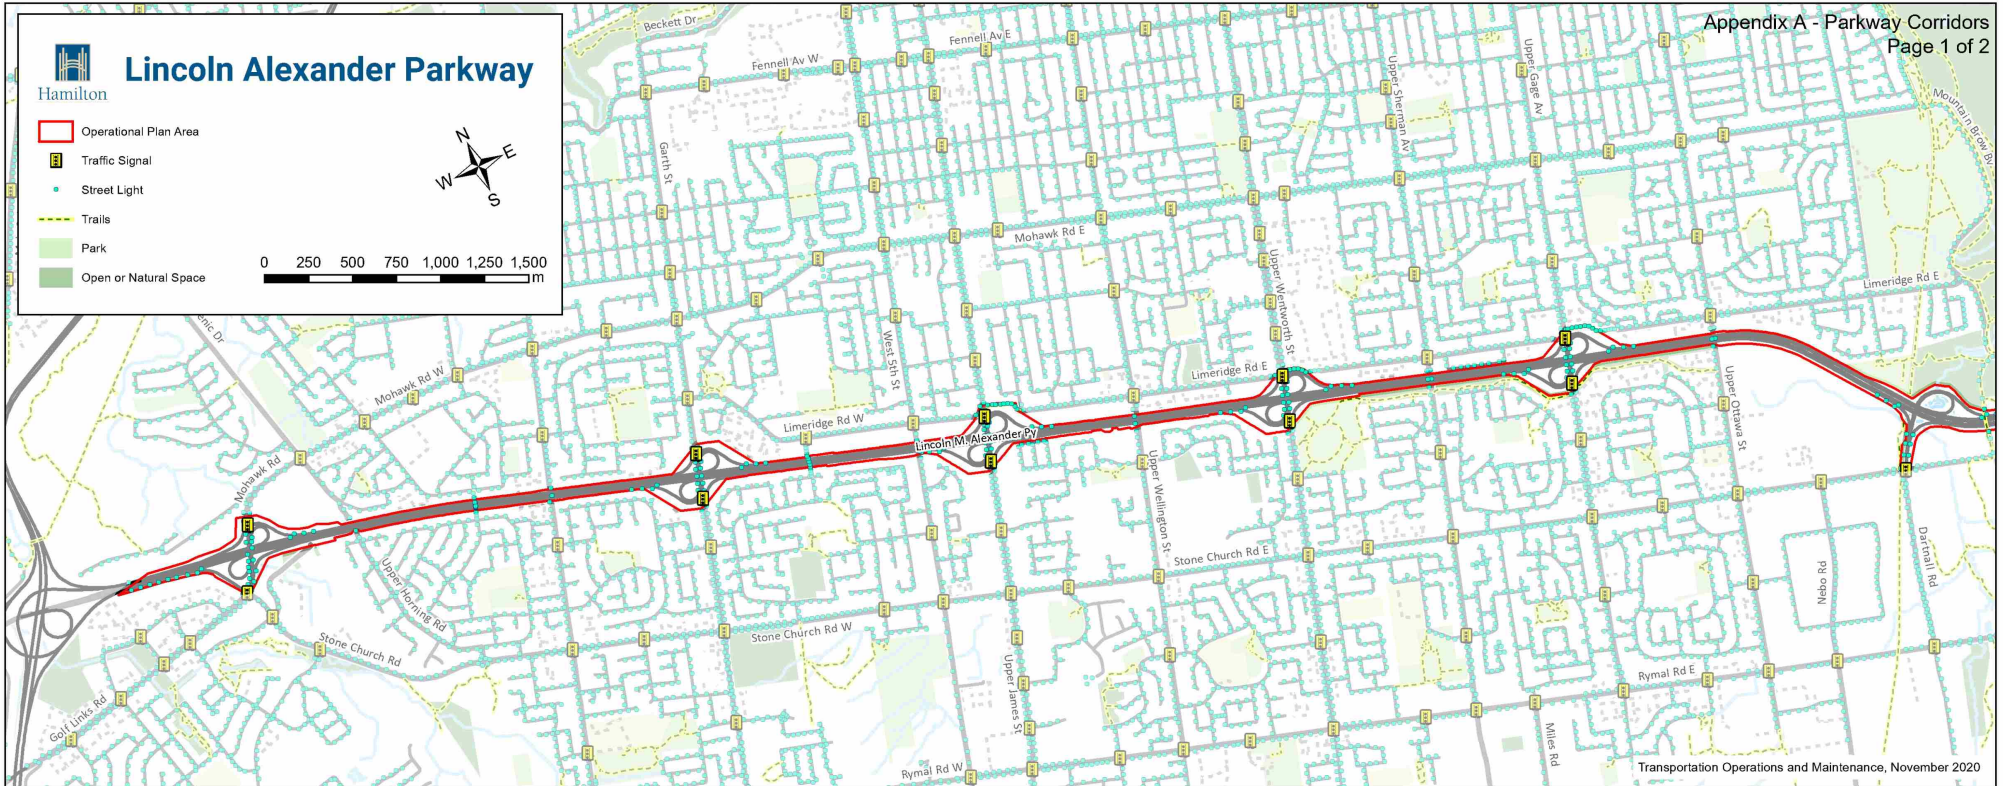 Appendix A - Parkway Corridors
Page 1 of 2
Hamilton
Lincoln Alexander Parkway
Operational Plan Area
Traffic Signal
Street Light
Trails
Park
Open or Natural Space
N
E
W
S
0 250 500 750 1,000 1,250 1,500
m
Beckett Dr
Fennell Av W
Fennell Av E
Upper Sherman Av
Upper Gage Av
Mountain Brow Bv
Garth St
Mohawk Rd E
Upper Wentworth St
Limeridge Rd E
enic Dr
West 5th St
Mohawk Rd W
Limeridge Rd E
Limeridge Rd W
Lincoln M. Alexander Py
Mohawk Rd
Upper Ottawa St
Upper Wellington St
Upper Horning Rd
Stone Church Rd E
Nebo Rd
Dartnall Rd
Stone Church Rd W
Stone Church Rd
Upper James St
Golf Links Rd
Rymal Rd E
Miles Rd
Rymal Rd W
Transportation Operations and Maintenance, November 2020